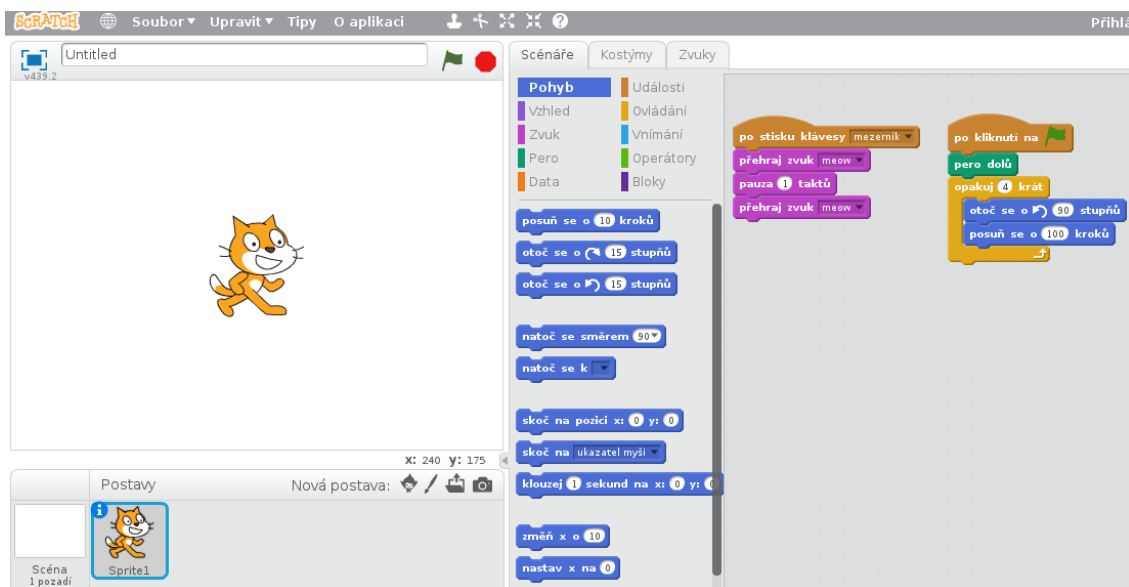 SCRATCH Soubor Upravit Tipy O aplikaci Přihlá
Untitled
v439.2
x: 240 y: 175
Postavy Nová postava:
Scéna
1 pozadí
Sprite1
Scénáře Kostýmy Zvuky
Pohyb Události
Vzhled Ovládání
Zvuk Vnímání
Pero Operátory
Data Bloky
posuň se o 10 kroků
otoč se o 15 stupňů
otoč se o 15 stupňů
natoč se směrem 90
natoč se k
skoč na pozici x: 0 y: 0
skoč na ukazatel myši
klouzej 1 sekund na x: 0 y: 0
změň x o 10
nastav x na 0
po stisku klávesy mezerník
přehraj zvuk meow
pauza 1 taktů
přehraj zvuk meow
po kliknutí na
pero dolů
opakuj 4 krát
otoč se o 90 stupňů
posuň se o 100 kroků